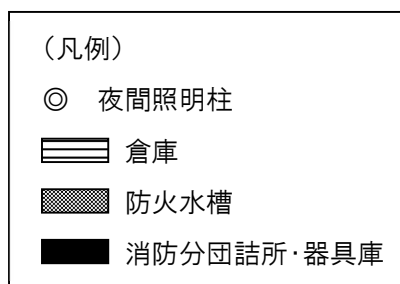 （凡例）
◎　夜間照明柱
倉庫
防火水槽
消防分団詰所･器具庫